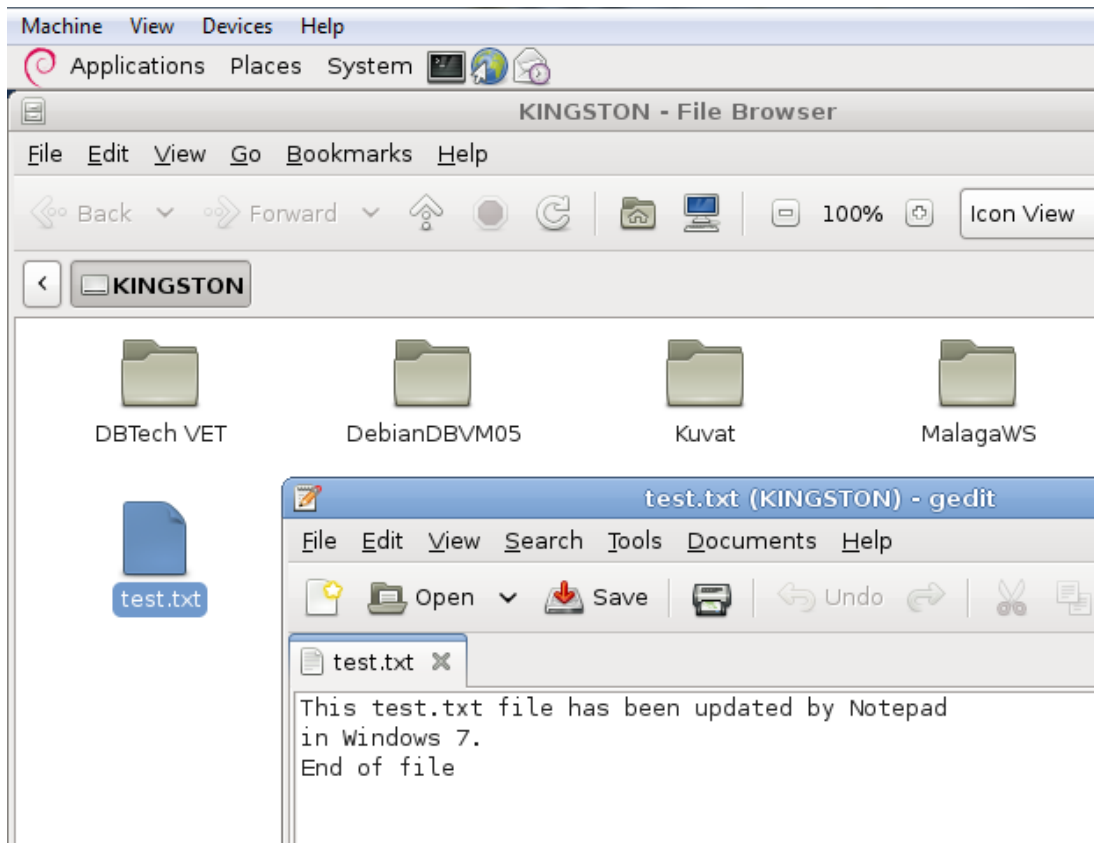 Machine View Devices Help
Applications Places System
KINGSTON - File Browser
File Edit View Go Bookmarks Help
Back Forward 100% Icon View
KINGSTON
DBTech VET DebianDBVM05 Kuvat MalagaWS
test.txt (KINGSTON) - gedit
File Edit View Search Tools Documents Help
test.txt
Open Save Undo
test.txt
This test.txt file has been updated by Notepad
in Windows 7.
End of file